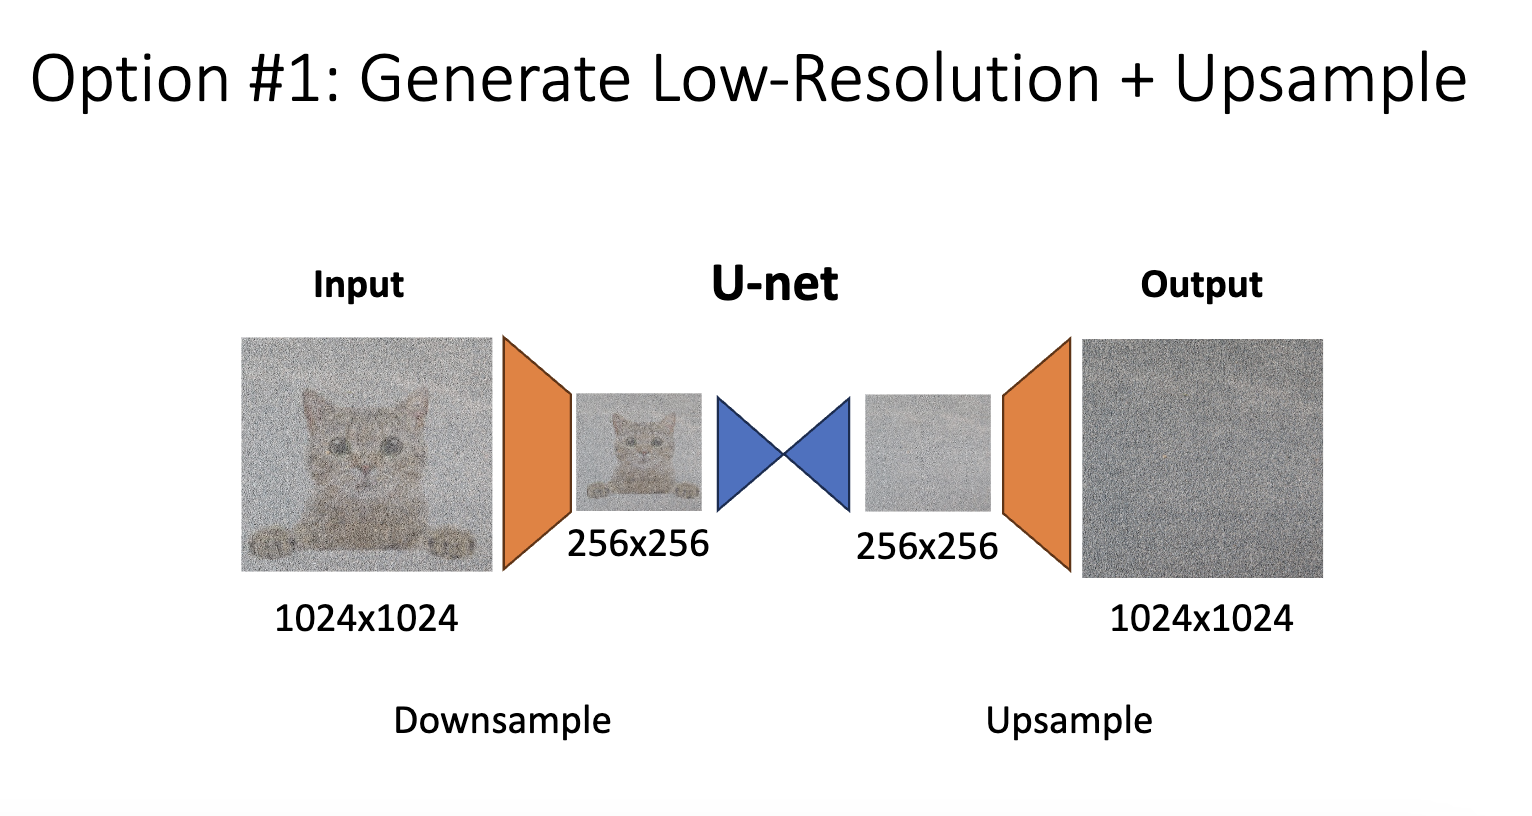 Option #1: Generate Low-Resolution + Upsample
Input
U-net
Output
256x256
256x256
1024x1024
1024x1024
Downsample
Upsample